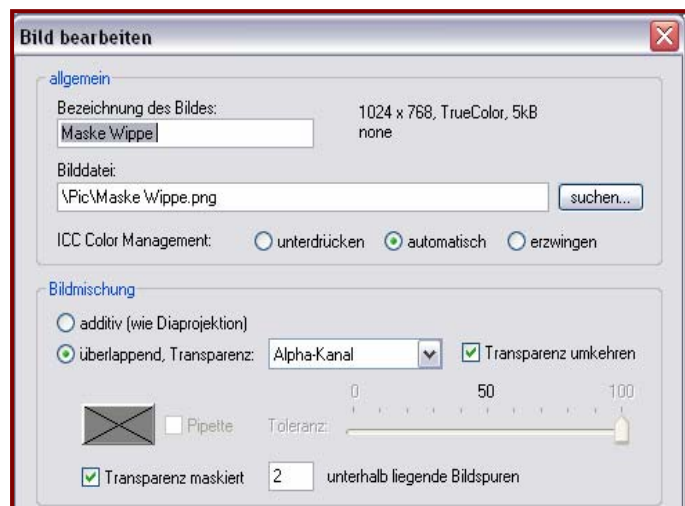 Bild bearbeiten
allgemein
Bezeichnung des Bildes:
1024 x 768, TrueColor, 5kB
Maske Wippe
none
Bilddatei:
\Pic\Maske Wippe.png
suchen...
ICC Color Management: unterdrücken automatisch erzwingen
Bildmischung
additiv (wie Diaprojektion)
überlappend, Transparenz: Alpha-Kanal Transparenz umkehren
0 50 100
Pipette Toleranz:
Transparenz maskiert 2 unterhalb liegende Bildspuren